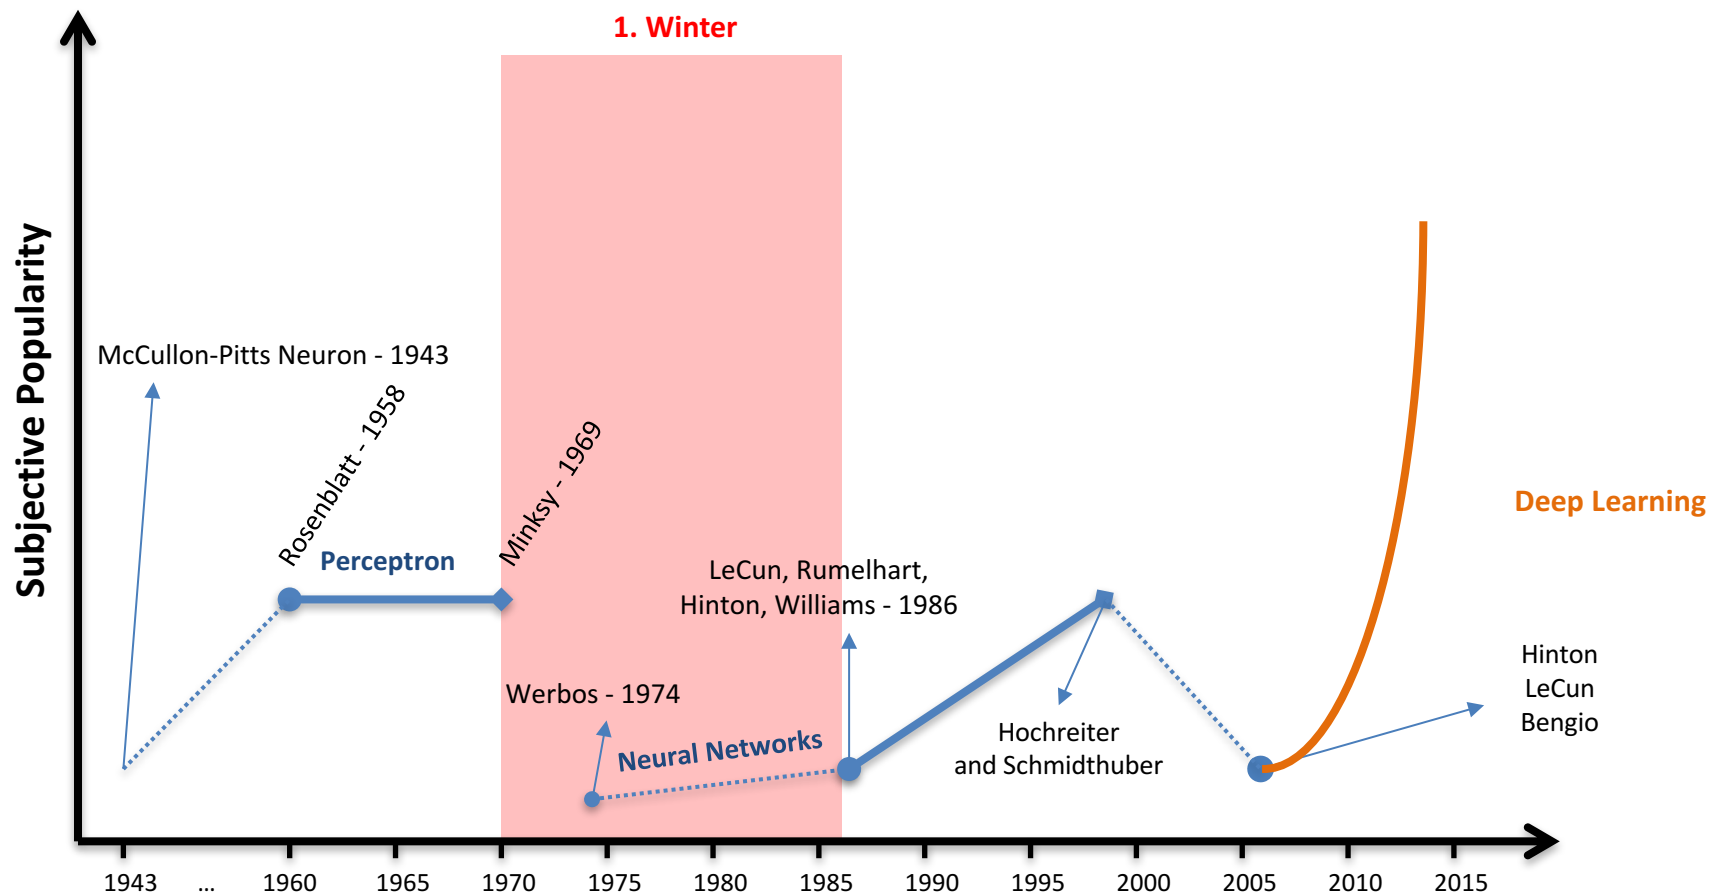 1. Winter
Subjective Popularity
McCullon-Pitts Neuron - 1943
Rosenblatt - 1958
Minksy - 1969
Perceptron
Deep Learning
LeCun, Rumelhart,
Hinton, Williams - 1986
Werbos - 1974
Neural Networks
Hochreiter
and Schmidthuber
Hinton
LeCun
Bengio
1943 ... 1960 1965 1970 1975 1980 1985 1990 1995 2000 2005 2010 2015